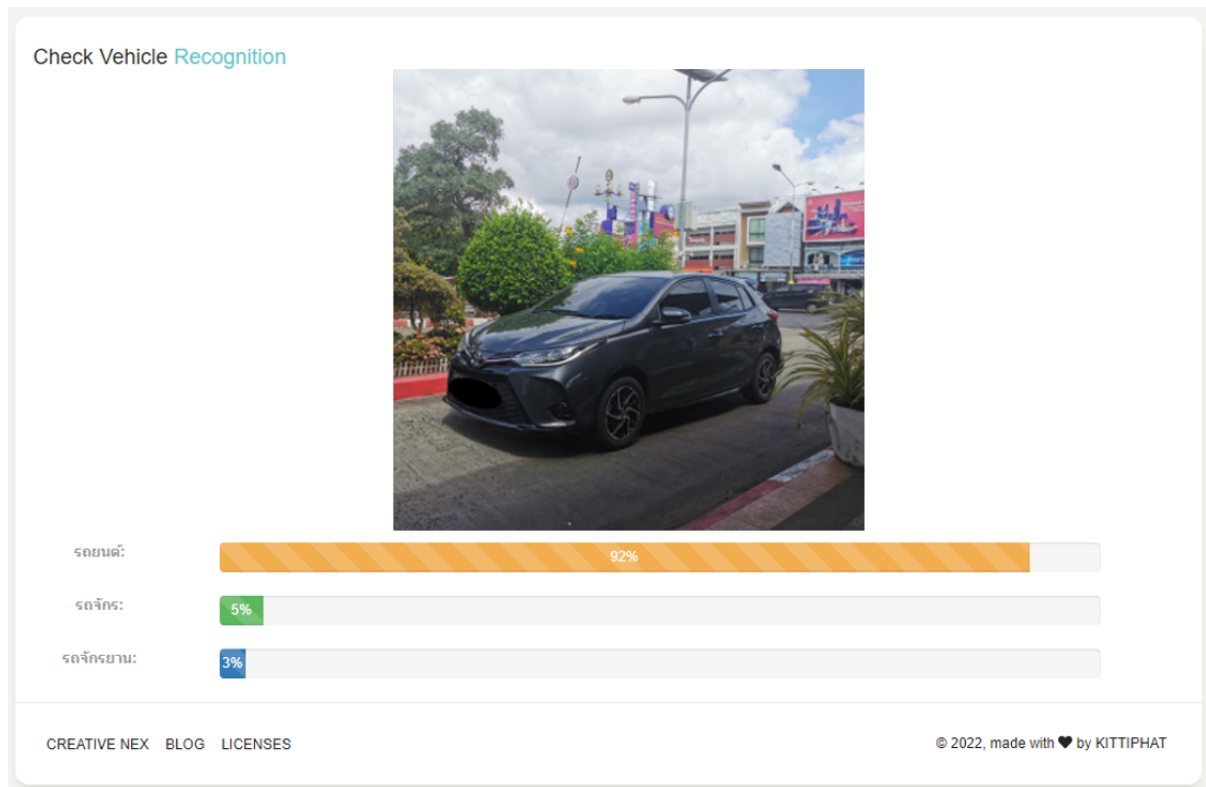 Check Vehicle Recognition
รถยนต์: 92%
รถจักร: 5%
รถจักรยาน: 3%
CREATIVE NEX BLOG LICENSES © 2022, made with ♥ by KITTIPHAT